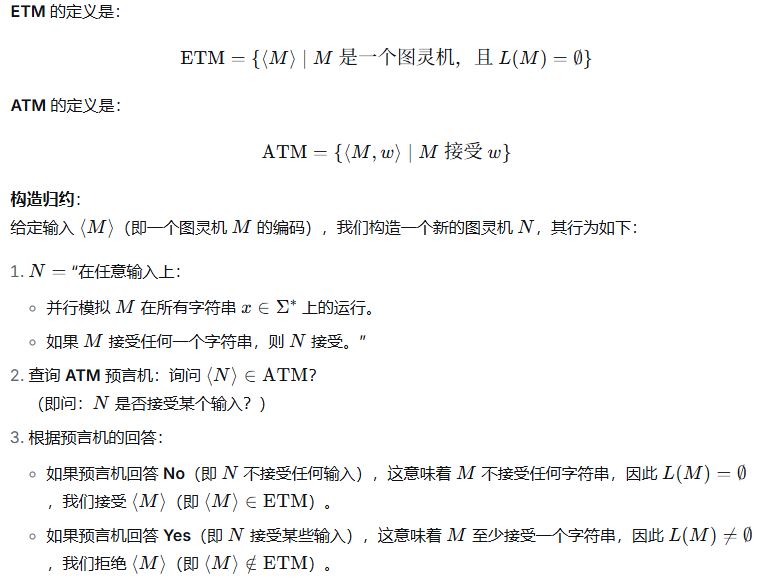 ETM 的定义是：
ETM = {⟨M⟩ | M 是一个图灵机，且 L(M) = ∅}
ATM 的定义是：
ATM = {⟨M, w⟩ | M 接受 w}
构造归约：
给定输入 ⟨M⟩（即一个图灵机 M 的编码），我们构造一个新的图灵机 N，其行为如下：
1. N = “在任意输入上：
◦ 并行模拟 M 在所有字符串 x ∈ Σ* 上的运行。
◦ 如果 M 接受任何一个字符串，则 N 接受。”
2. 查询 ATM 预言机：询问 ⟨N⟩ ∈ ATM？
（即问：N 是否接受某个输入？）
3. 根据预言机的回答：
◦ 如果预言机回答 No（即 N 不接受任何输入），这意味着 M 不接受任何字符串，因此 L(M) = ∅
，我们接受 ⟨M⟩（即 ⟨M⟩ ∈ ETM）。
◦ 如果预言机回答 Yes（即 N 接受某些输入），这意味着 M 至少接受一个字符串，因此 L(M) ≠ ∅
，我们拒绝 ⟨M⟩（即 ⟨M⟩ ∉ ETM）。